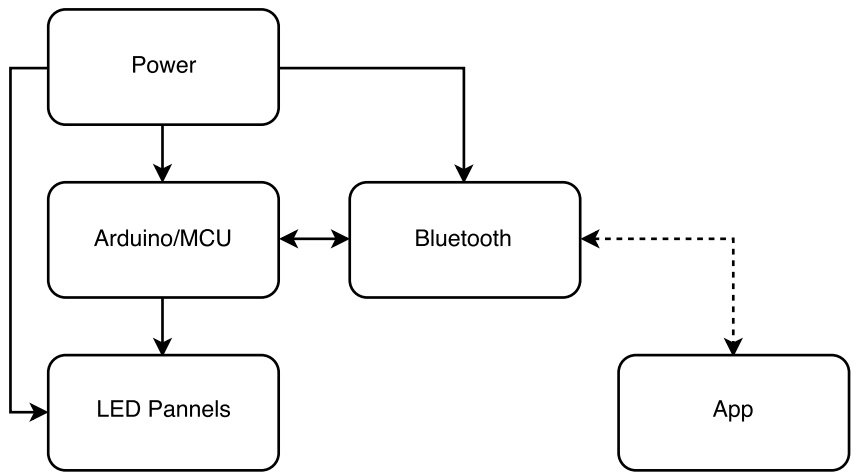 Power
Arduino/MCU
Bluetooth
LED Pannels
App